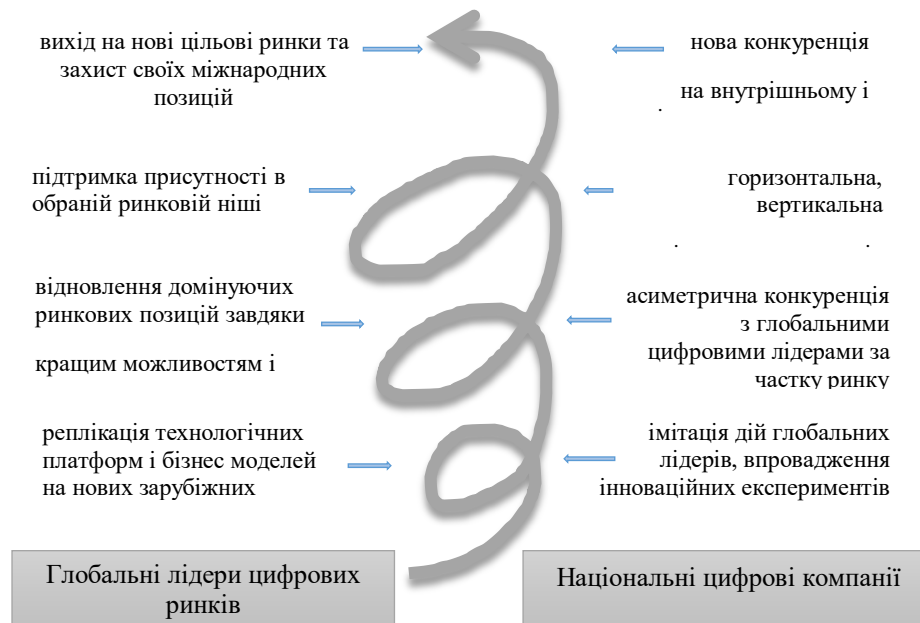 вихід на нові цільові ринки та
захист своїх міжнародних
позицій
нова конкуренція
на внутрішньому і
підтримка присутності в
обраній ринковій ніші
горизонтальна,
вертикальна
відновлення домінуючих
ринкових позицій завдяки
кращим можливостям і
асиметрична конкуренція
з глобальними
цифровими лідерами за
частку ринку
реплікація технологічних
платформ і бізнес моделей
на нових зарубіжних
імітація дій глобальних
лідерів, впровадження
інноваційних експериментів
Глобальні лідери цифрових
ринків
Національні цифрові компанії